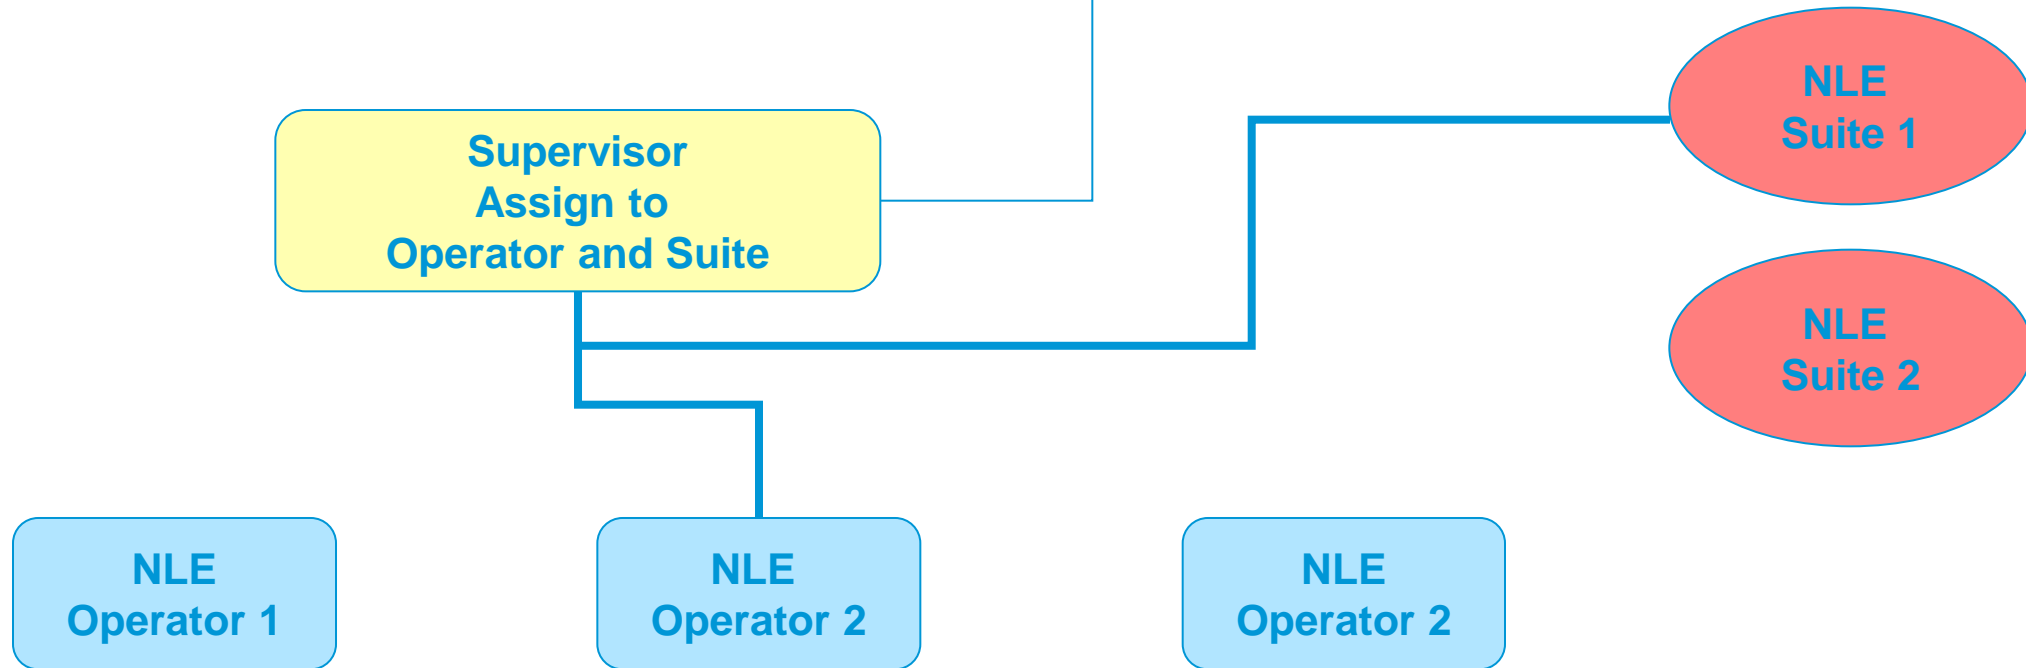 NLE
Suite 1
Supervisor
Assign to
Operator and Suite
NLE
Suite 2
NLE
Operator 1
NLE
Operator 2
NLE
Operator 2